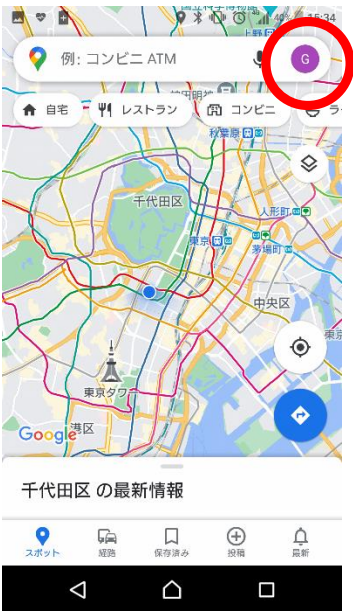 40% 15:34
例: コンビニ ATM
G
自宅
レストラン
コンビニ
秋葉原
千代田区
人形町
東京
茅場町
中央区
東京タワー
港区
Google
千代田区 の最新情報
スポット
経路
保存済み
投稿
最新